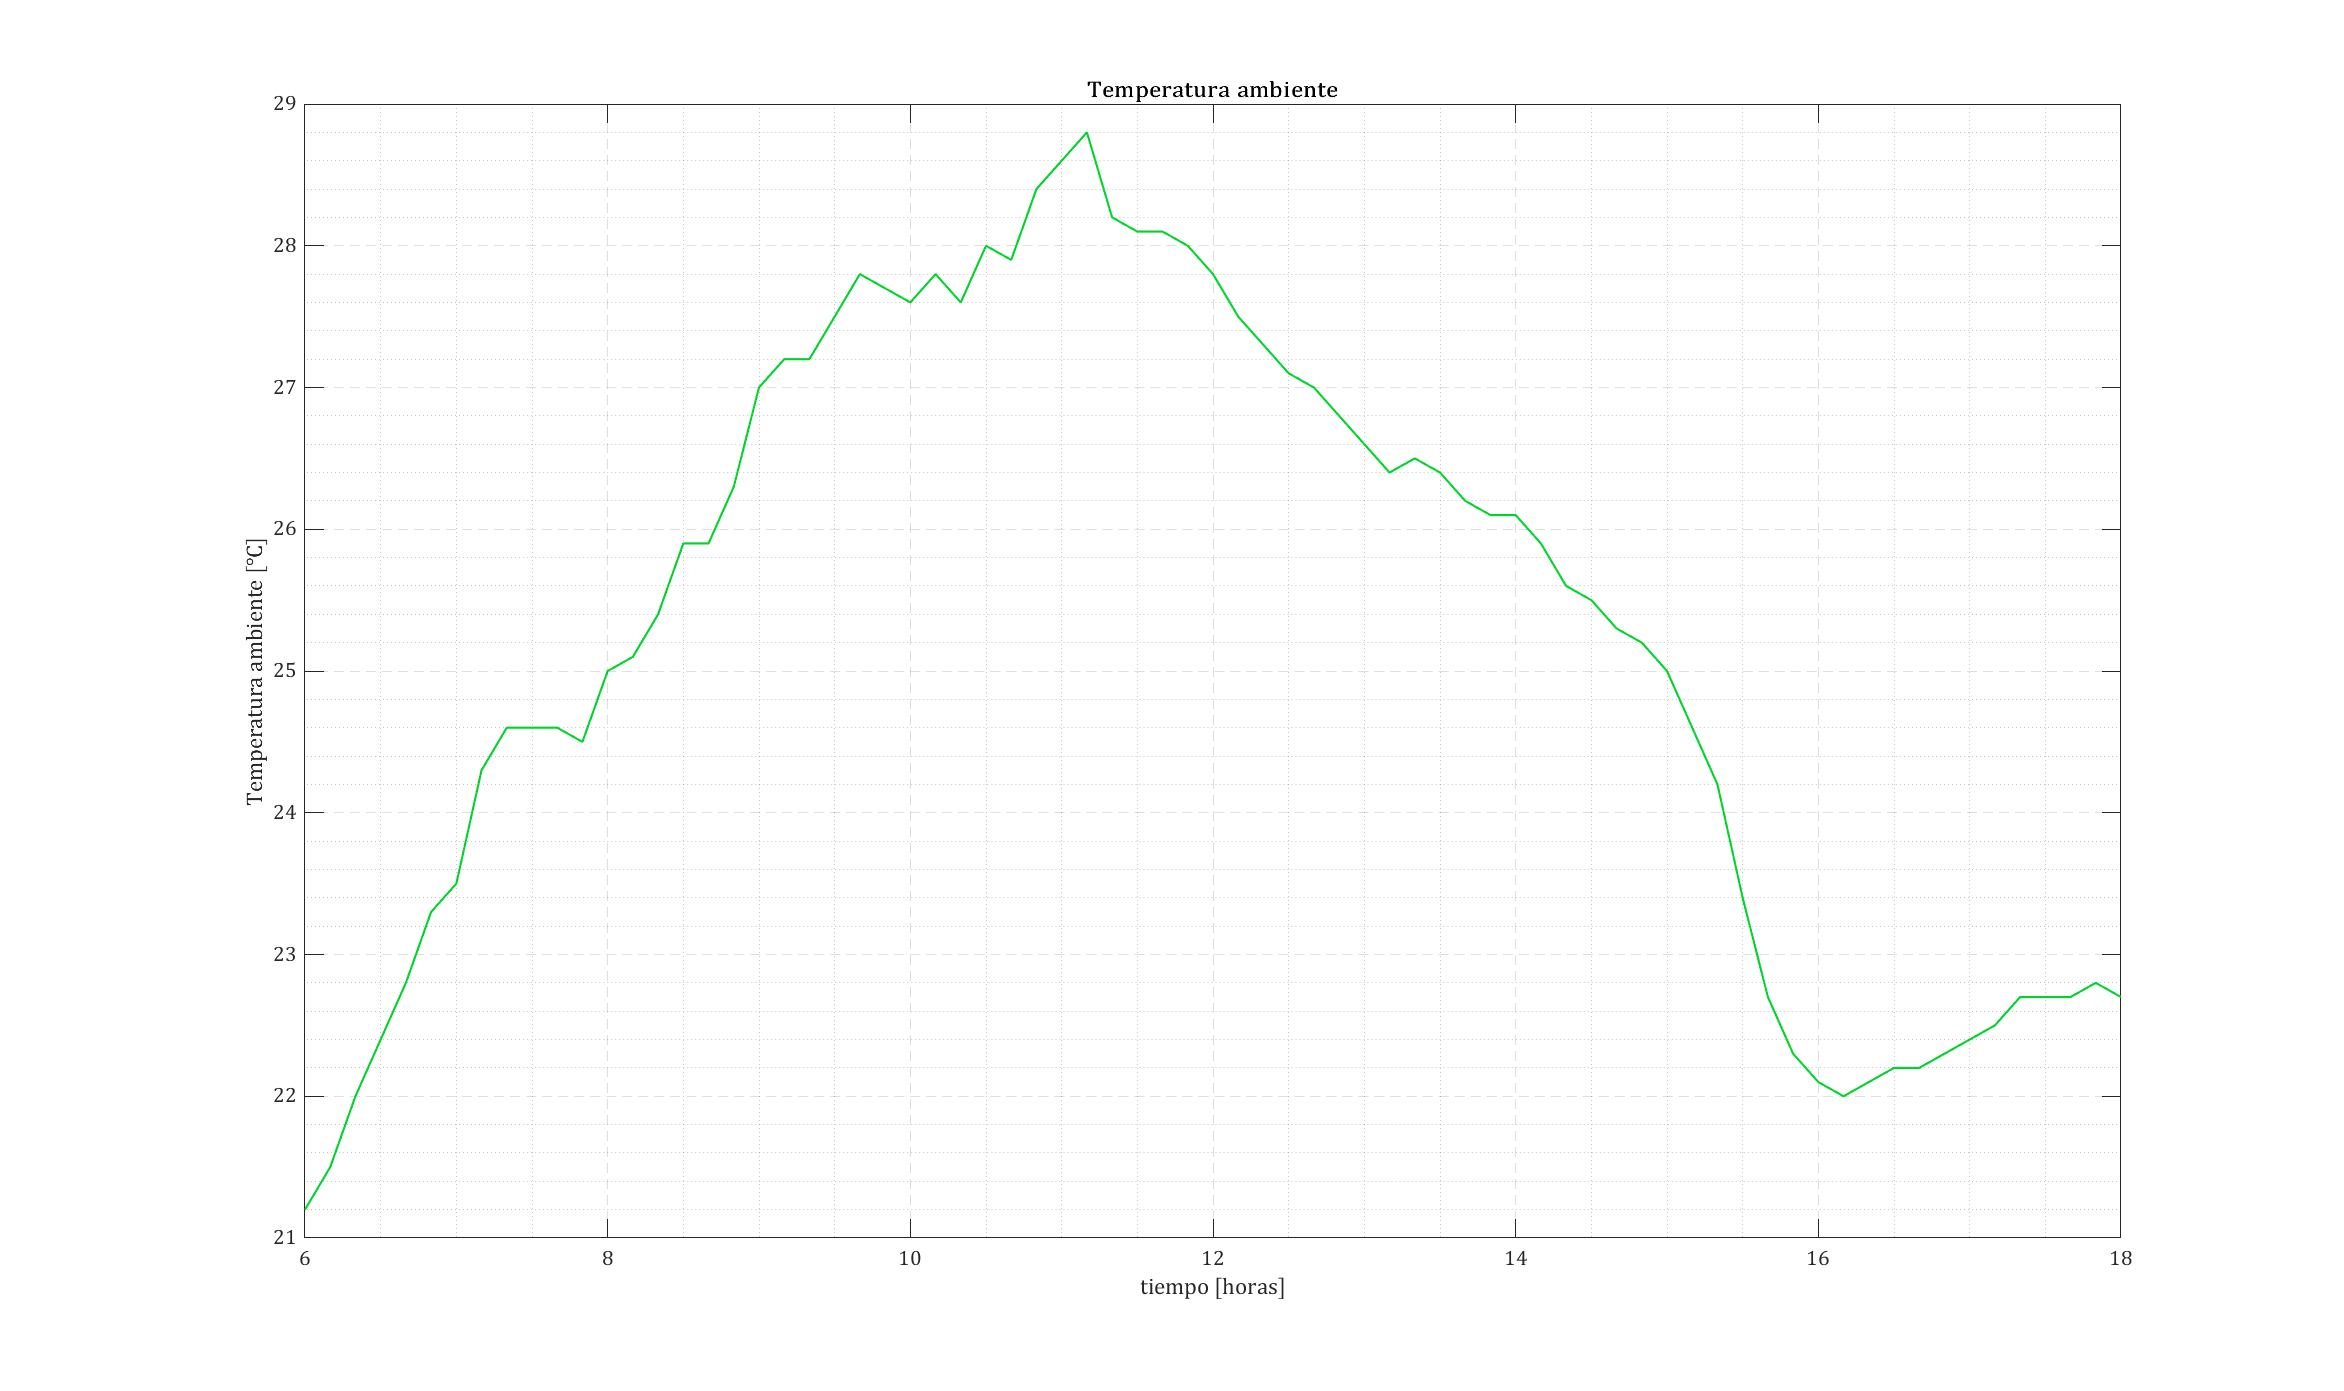 Temperatura ambiente
29
28
27
26
25
24
23
22
21
Temperatura ambiente [°C]
6 8 10 12 14 16 18
tiempo [horas]